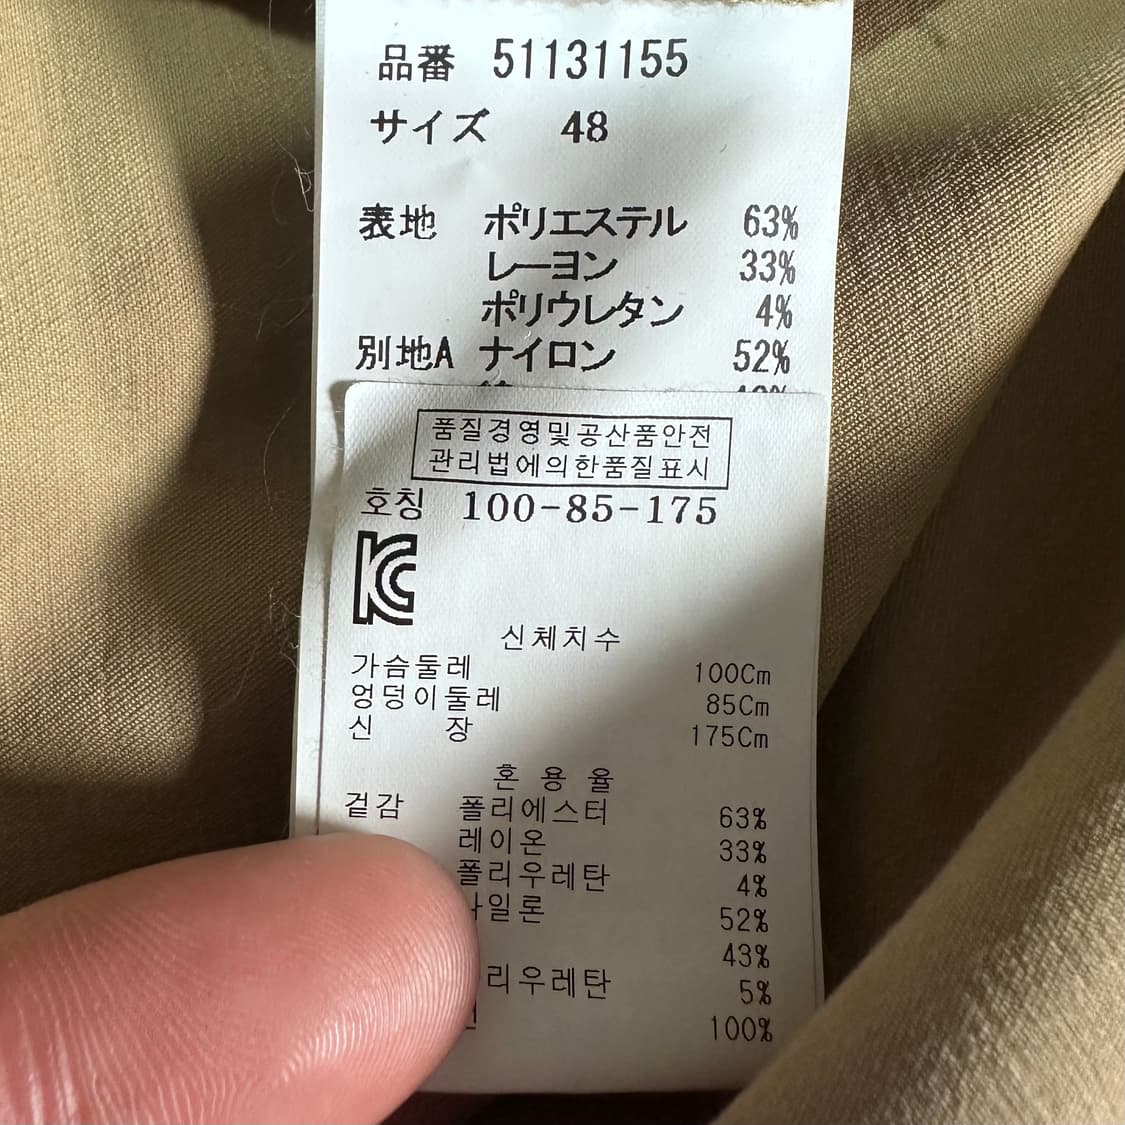 品番 51131155
サイズ 48
表地 ポリエステル 63%
レーヨン 33%
ポリウレタン 4%
別地A ナイロン 52%
품질경영및공산품안전
관리법에의한품질표시
호칭 100-85-175
KC
신체치수
가슴둘레 100Cm
엉덩이둘레 85Cm
신 장 175Cm
혼 용 율
겉감 폴리에스터 63%
레이온 33%
폴리우레탄 4%
52%
43%
5%
100%